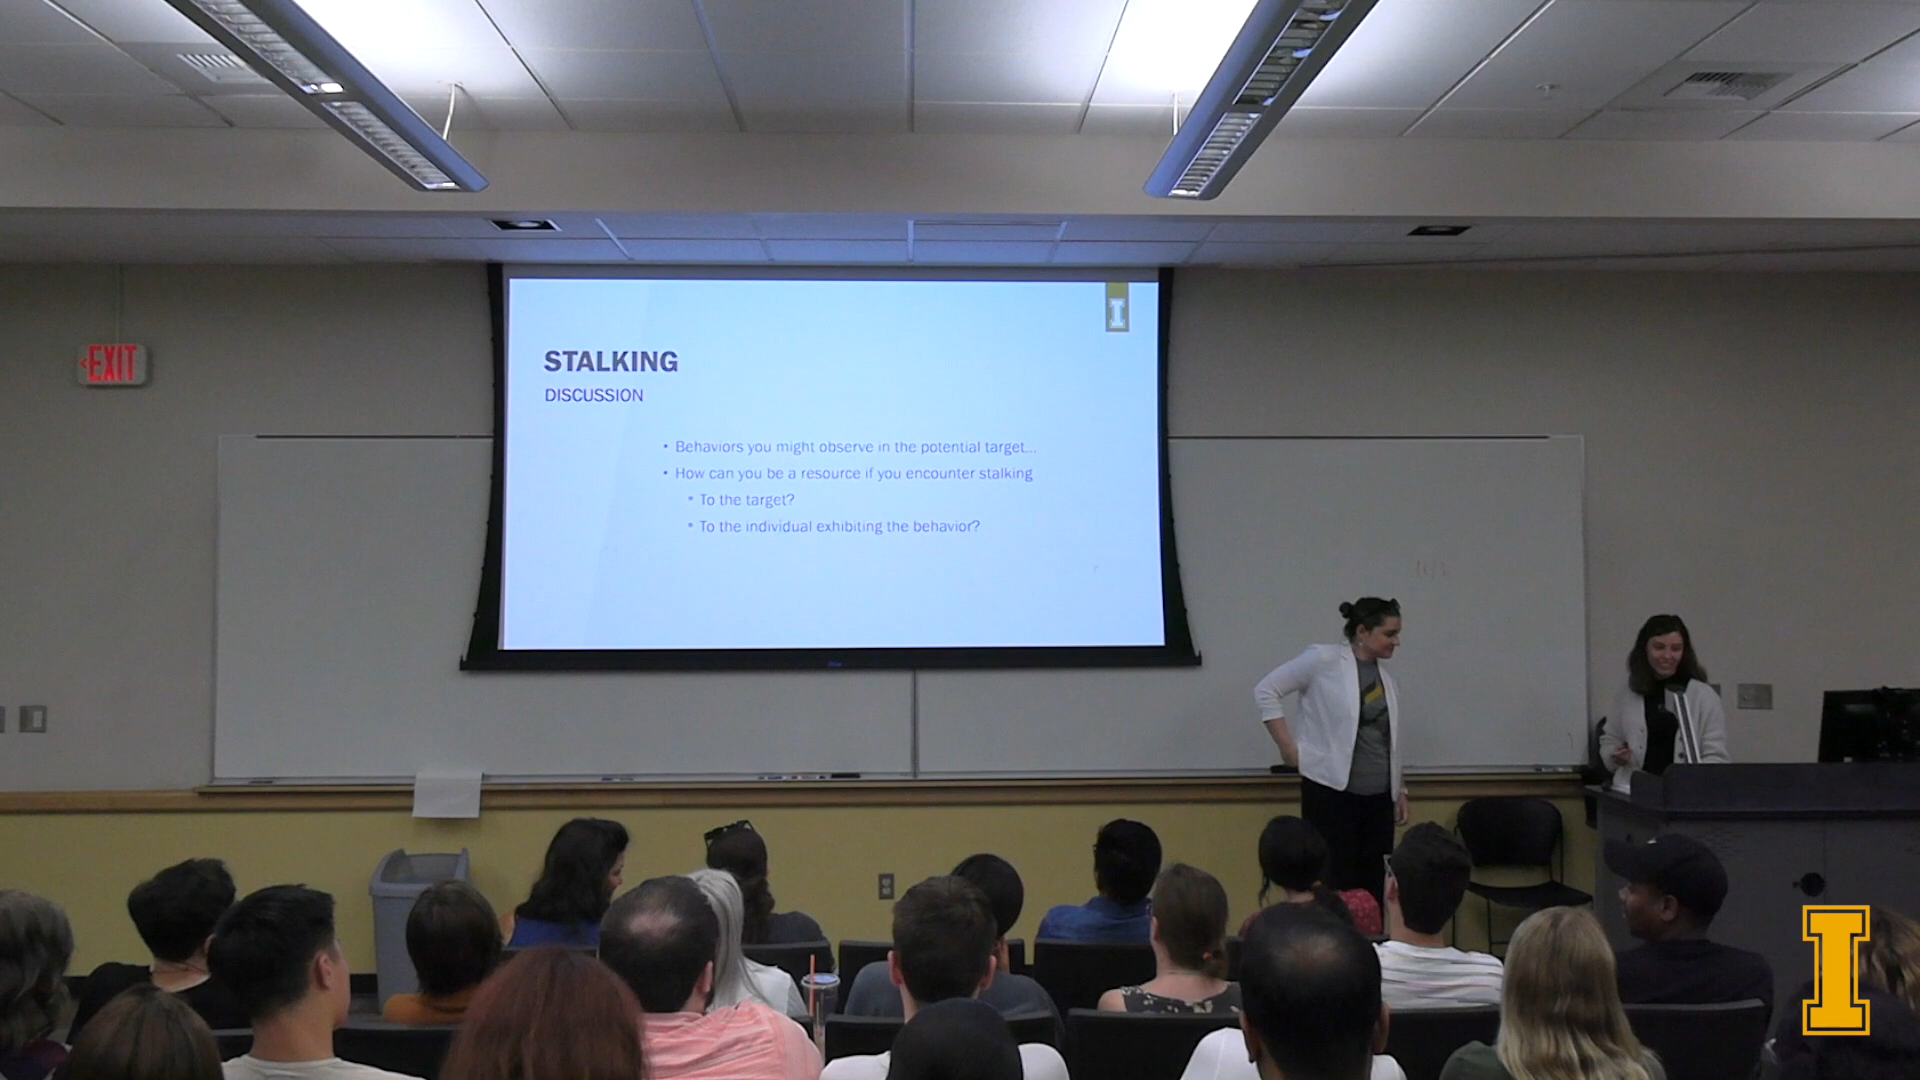 EXIT
I
STALKING
DISCUSSION
• Behaviors you might observe in the potential target...
• How can you be a resource if you encounter stalking
• To the target?
• To the individual exhibiting the behavior?
I